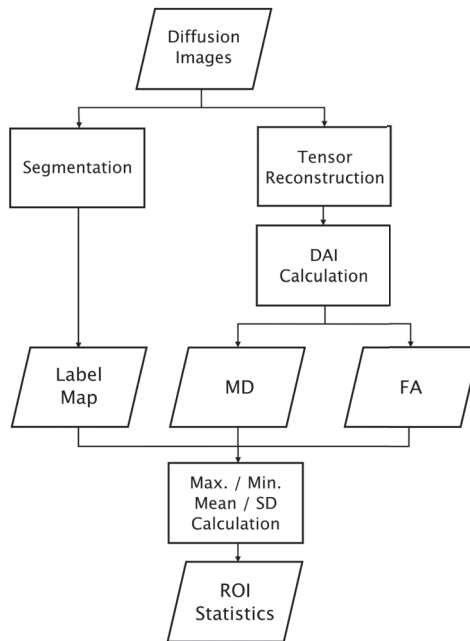 Diffusion
Images
Segmentation
Tensor
Reconstruction
DAI
Calculation
Label
Map
MD
FA
Max. / Min.
Mean / SD
Calculation
ROI
Statistics